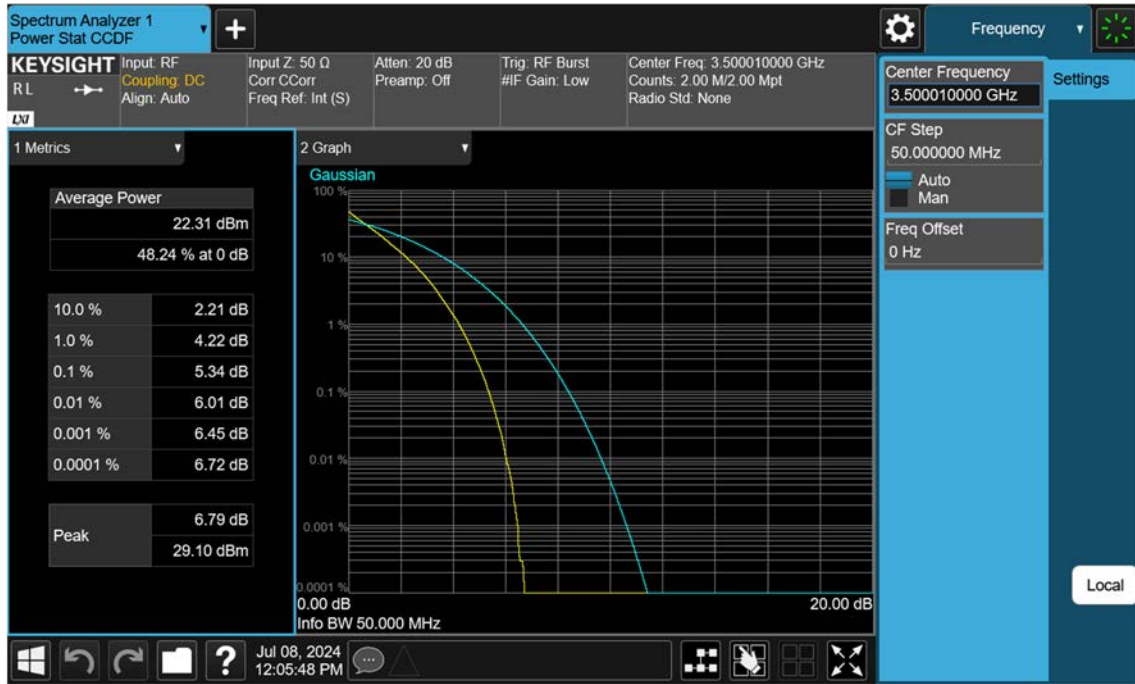 Spectrum Analyzer 1
Power Stat CCDF
+
Frequency
KEYSIGHT
R L
LXI
Input: RF
Coupling: DC
Align: Auto
Input Z: 50 Ω
Corr CCorr
Freq Ref: Int (S)
Atten: 20 dB
Preamp: Off
Trig: RF Burst
#IF Gain: Low
Center Freq: 3.500010000 GHz
Counts: 2.00 M/2.00 Mpt
Radio Std: None
Center Frequency
3.500010000 GHz
Settings
CF Step
50.000000 MHz
Auto
Man
Freq Offset
0 Hz
1 Metrics
Average Power
22.31 dBm
48.24 % at 0 dB
10.0 % 2.21 dB
1.0 % 4.22 dB
0.1 % 5.34 dB
0.01 % 6.01 dB
0.001 % 6.45 dB
0.0001 % 6.72 dB
Peak
6.79 dB
29.10 dBm
2 Graph
Gaussian
100 %
10 %
1 %
0.1 %
0.01 %
0.001 %
0.0001 %
0.00 dB 20.00 dB
Info BW 50.000 MHz
Local
?
Jul 08, 2024
12:05:48 PM